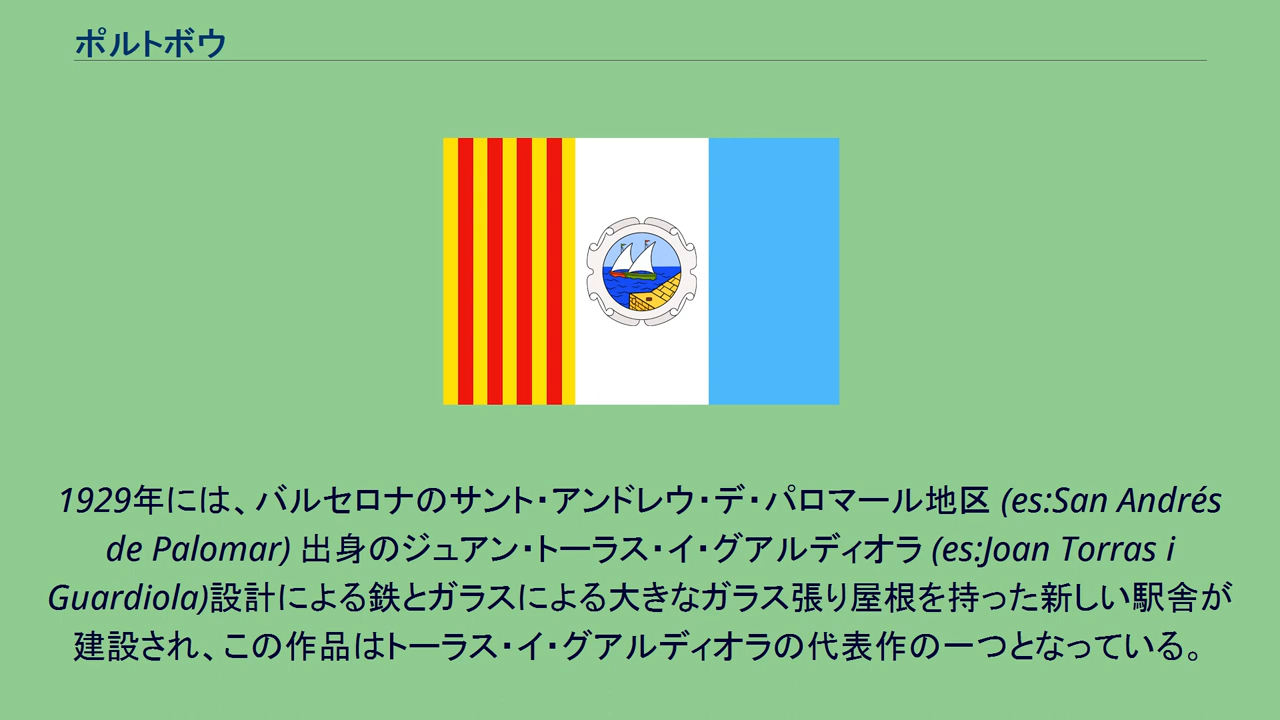 ポルトボウ
1929年には、バルセロナのサント・アンドレウ・デ・パロマール地区 (es:San Andrés
de Palomar) 出身のジュアン・トーラス・イ・グアルディオラ (es:Joan Torras i
Guardiola)設計による鉄とガラスによる大きなガラス張り屋根を持った新しい駅舎が
建設され、この作品はトーラス・イ・グアルディオラの代表作の一つとなっている。